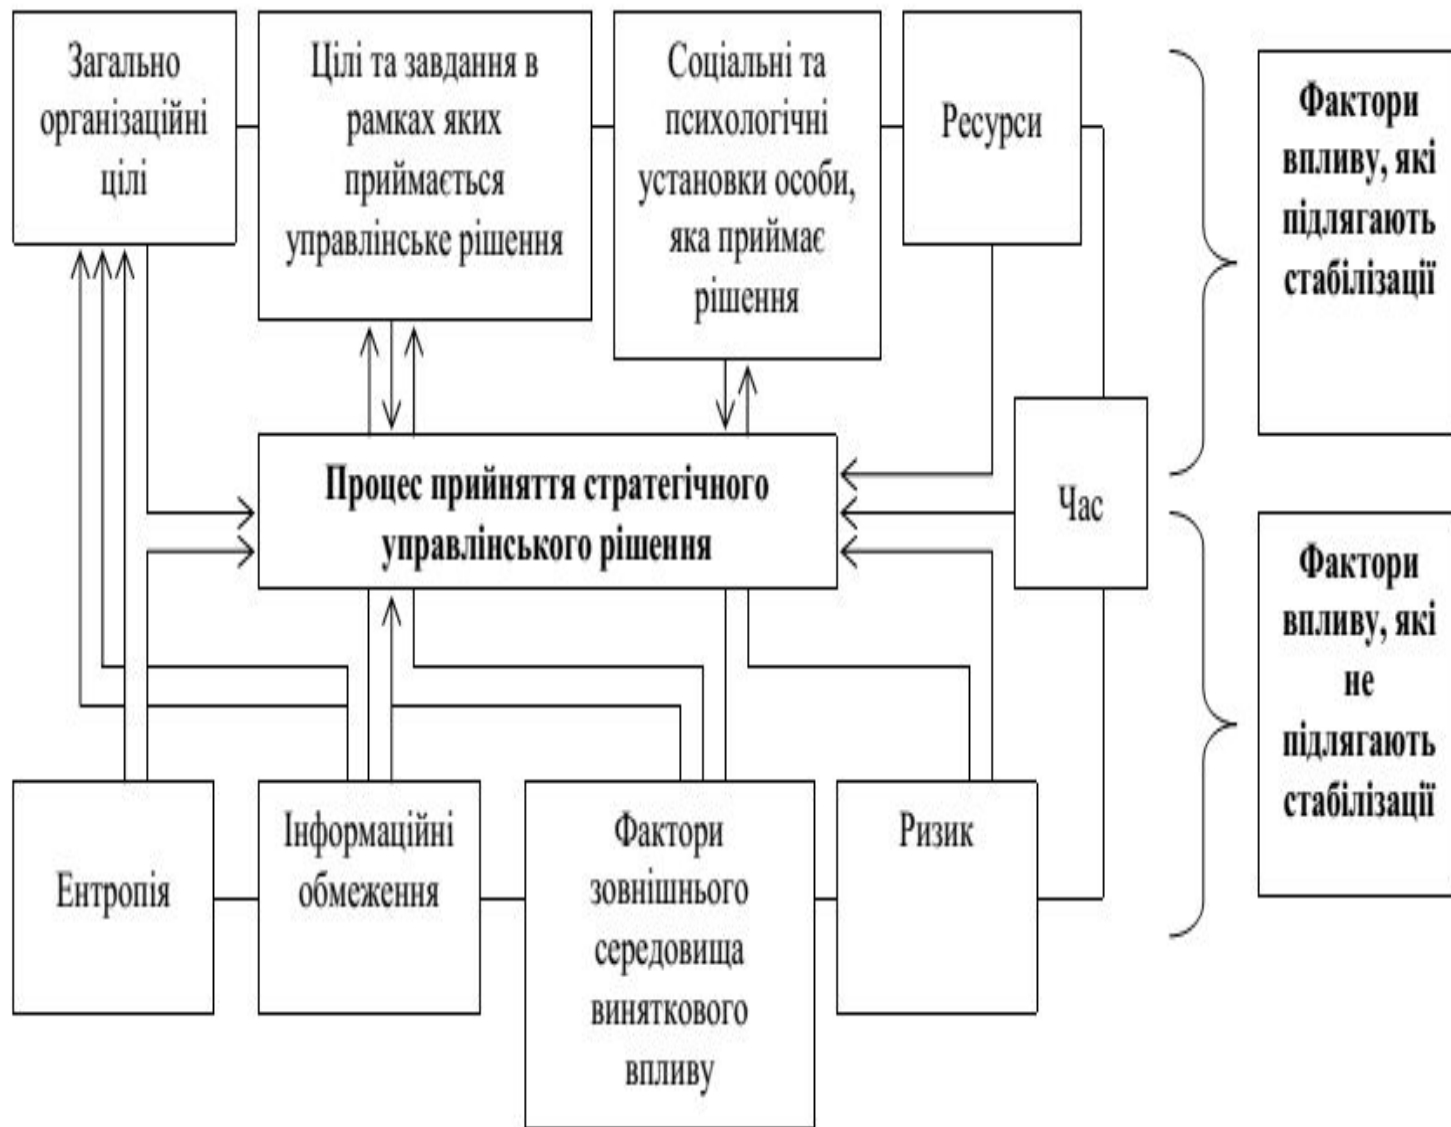 Загально
організаційні
цілі
Цілі та завдання в
рамках яких
приймається
управлінське рішення
Соціальні та
психологічні
установки особи,
яка приймає
рішення
Ресурси
Фактори
впливу, які
підлягають
стабілізації
Процес прийняття стратегічного
управлінського рішення
Час
Фактори
впливу, які
не
підлягають
стабілізації
Ентропія
Інформаційні
обмеження
Фактори
зовнішнього
середовища
виняткового
впливу
Ризик